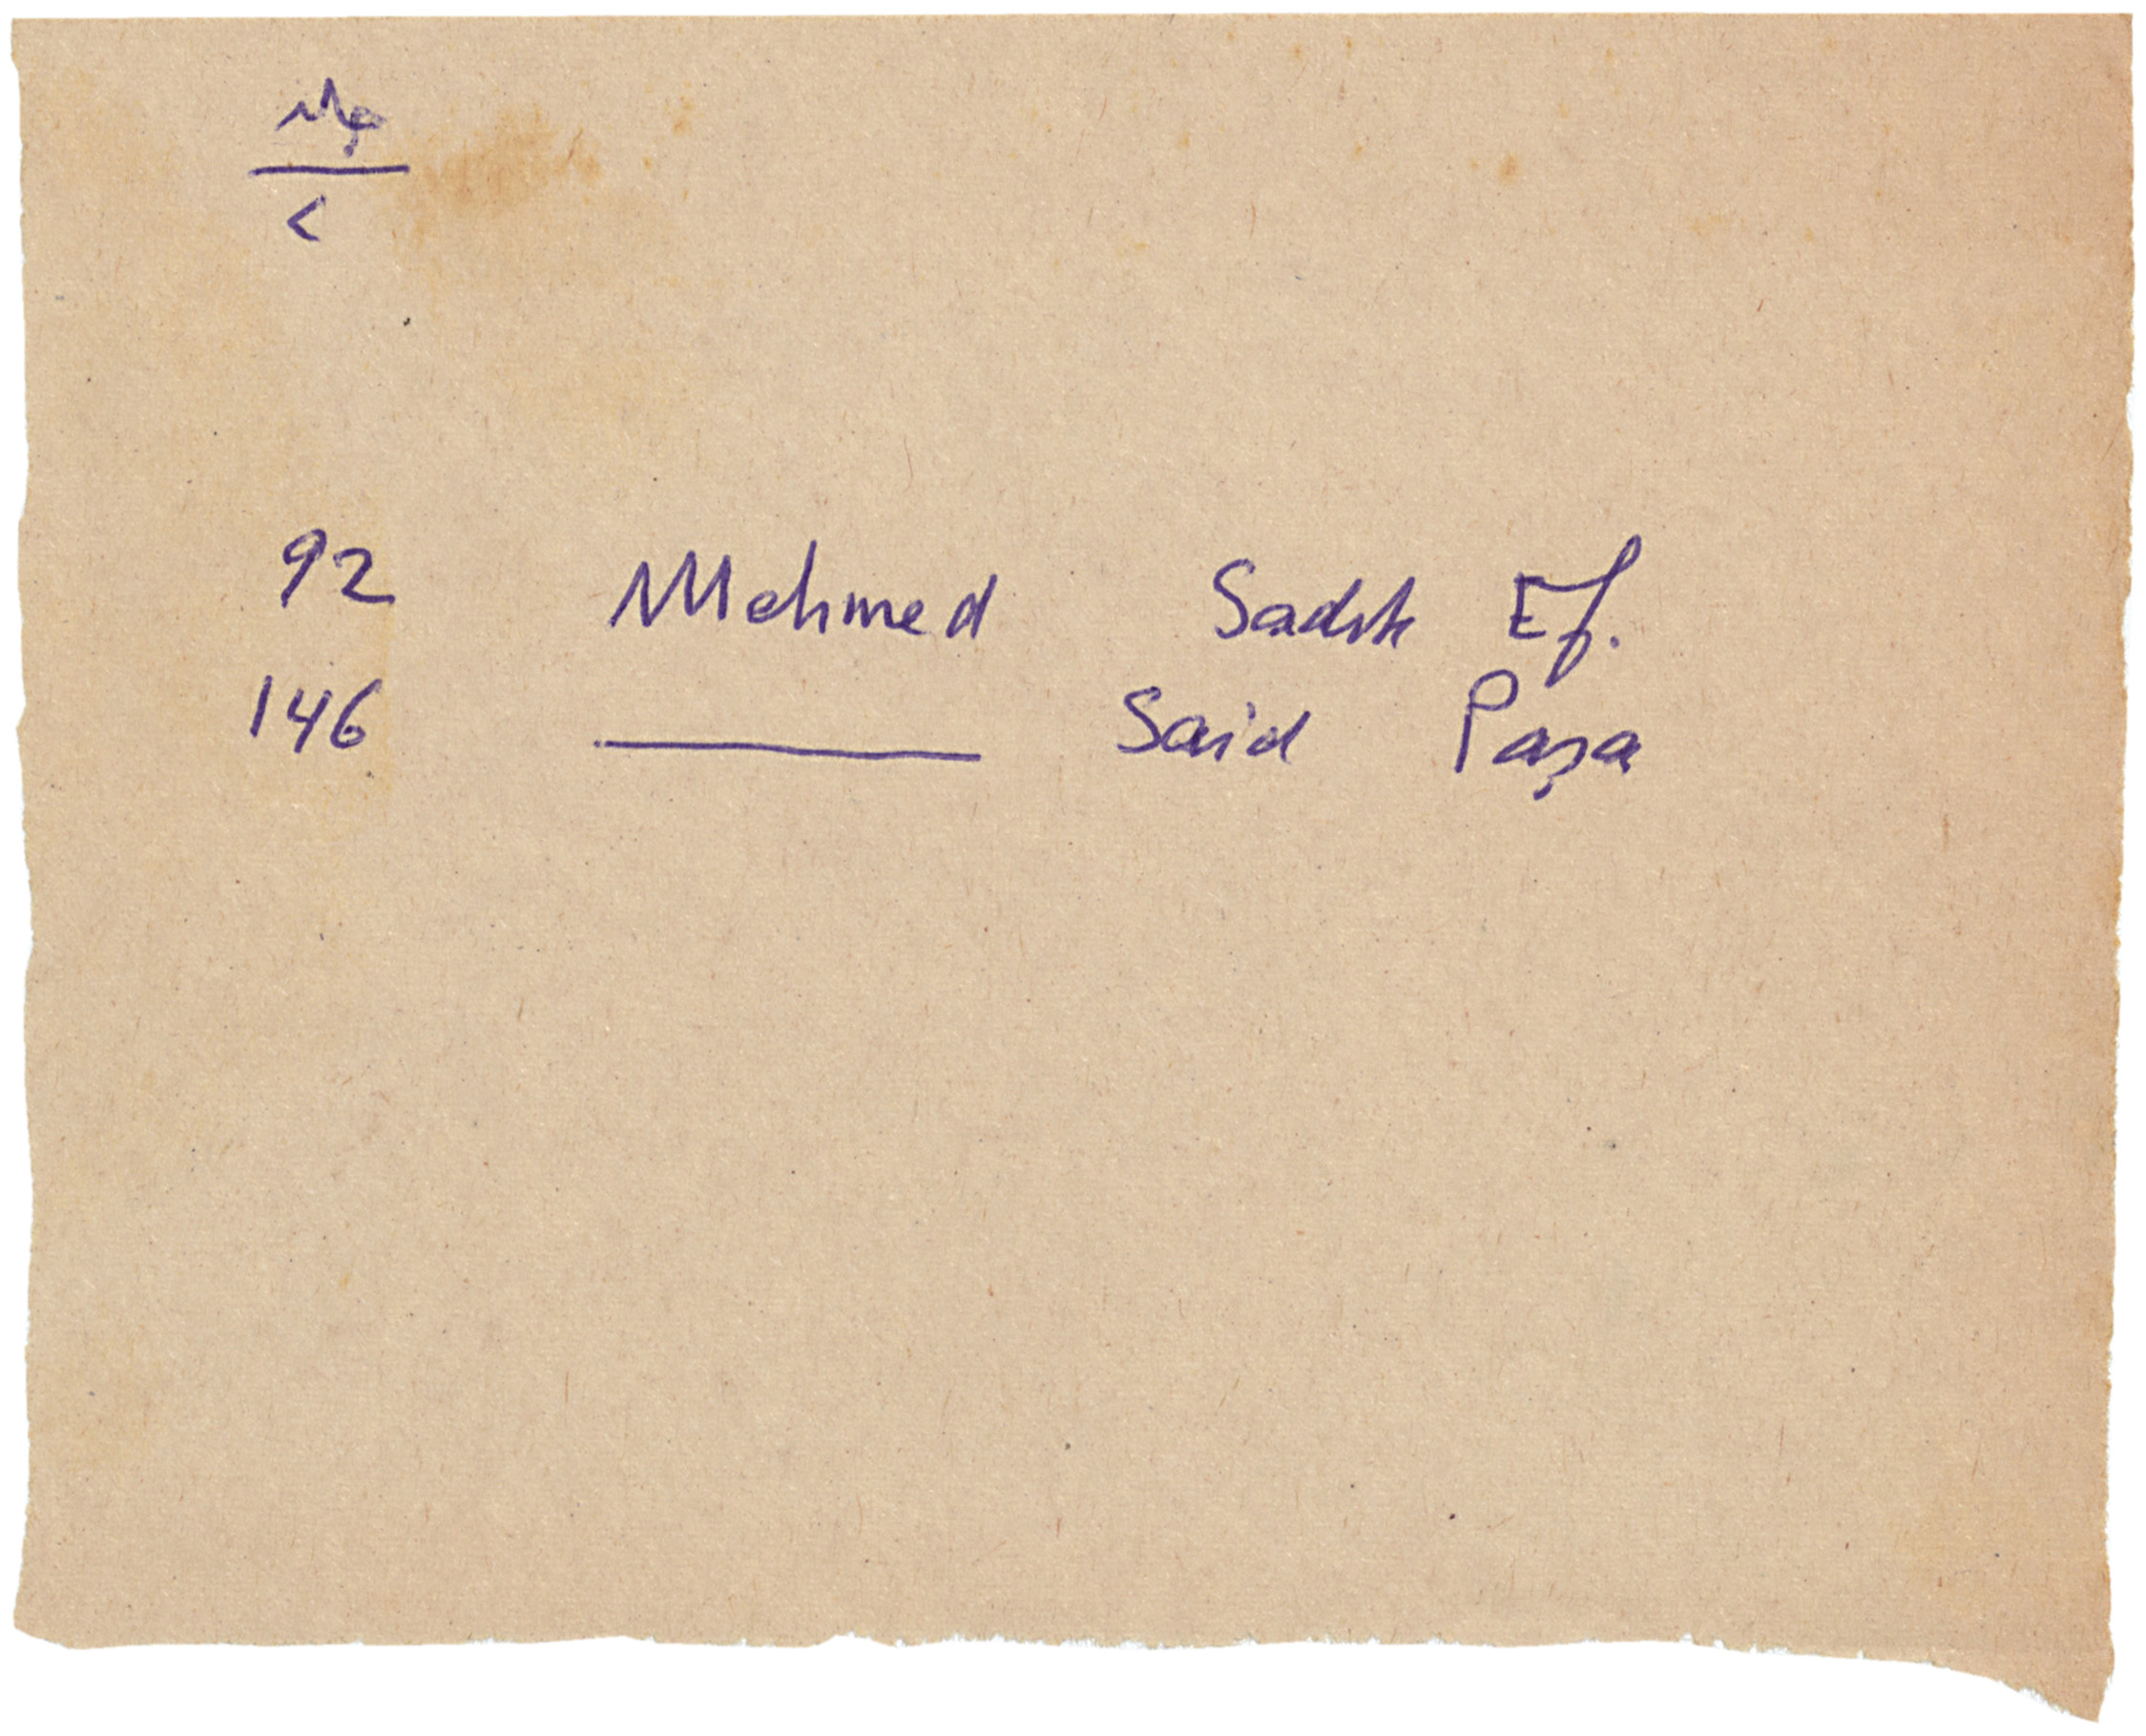 92 Mehmed Sadık Ef.
146 ——— Said Paşa